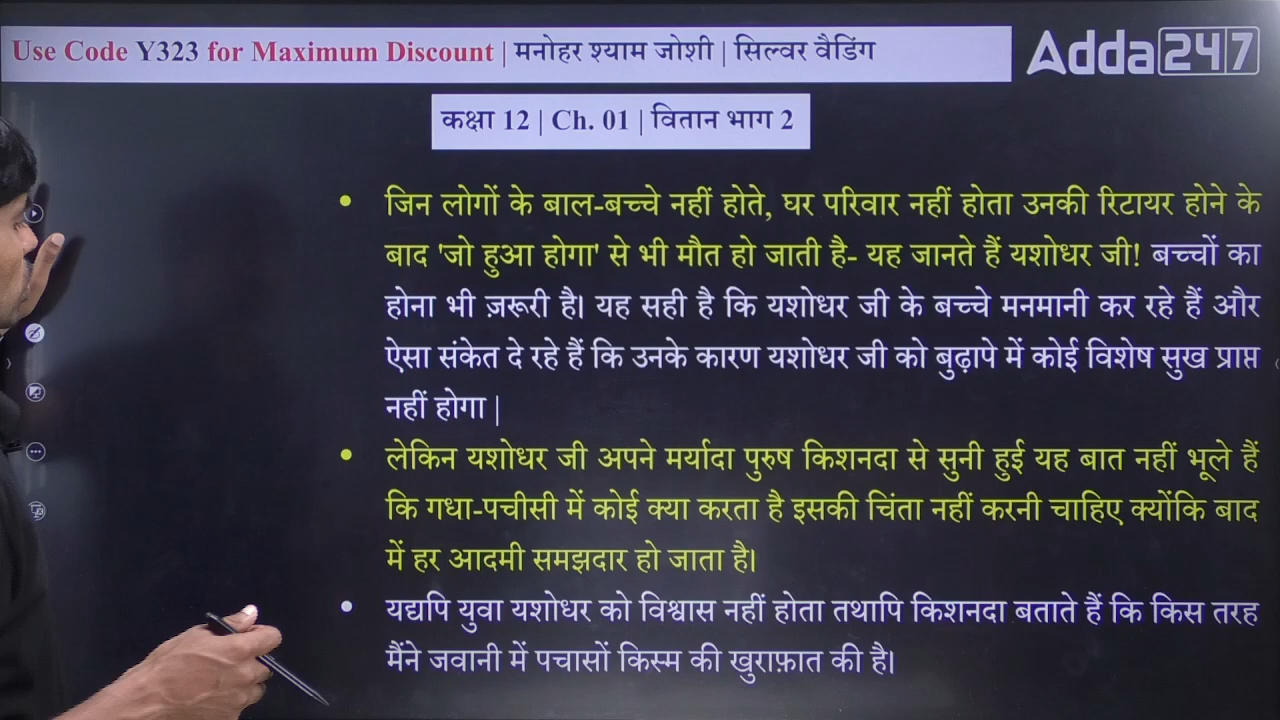 Use Code Y323 for Maximum Discount | मनोहर श्याम जोशी | सिल्वर वैडिंग
Adda247
कक्षा 12 | Ch. 01 | वितान भाग 2
• जिन लोगों के बाल-बच्चे नहीं होते, घर परिवार नहीं होता उनकी रिटायर होने के
बाद 'जो हुआ होगा' से भी मौत हो जाती है- यह जानते हैं यशोधर जी! बच्चों का
होना भी ज़रूरी है। यह सही है कि यशोधर जी के बच्चे मनमानी कर रहे हैं और
ऐसा संकेत दे रहे हैं कि उनके कारण यशोधर जी को बुढ़ापे में कोई विशेष सुख प्राप्त
नहीं होगा |
• लेकिन यशोधर जी अपने मर्यादा पुरुष किशनदा से सुनी हुई यह बात नहीं भूले हैं
कि गधा-पचीसी में कोई क्या करता है इसकी चिंता नहीं करनी चाहिए क्योंकि बाद
में हर आदमी समझदार हो जाता है।
• यद्यपि युवा यशोधर को विश्वास नहीं होता तथापि किशनदा बताते हैं कि किस तरह
मैंने जवानी में पचासों किस्म की खुराफ़ात की है।